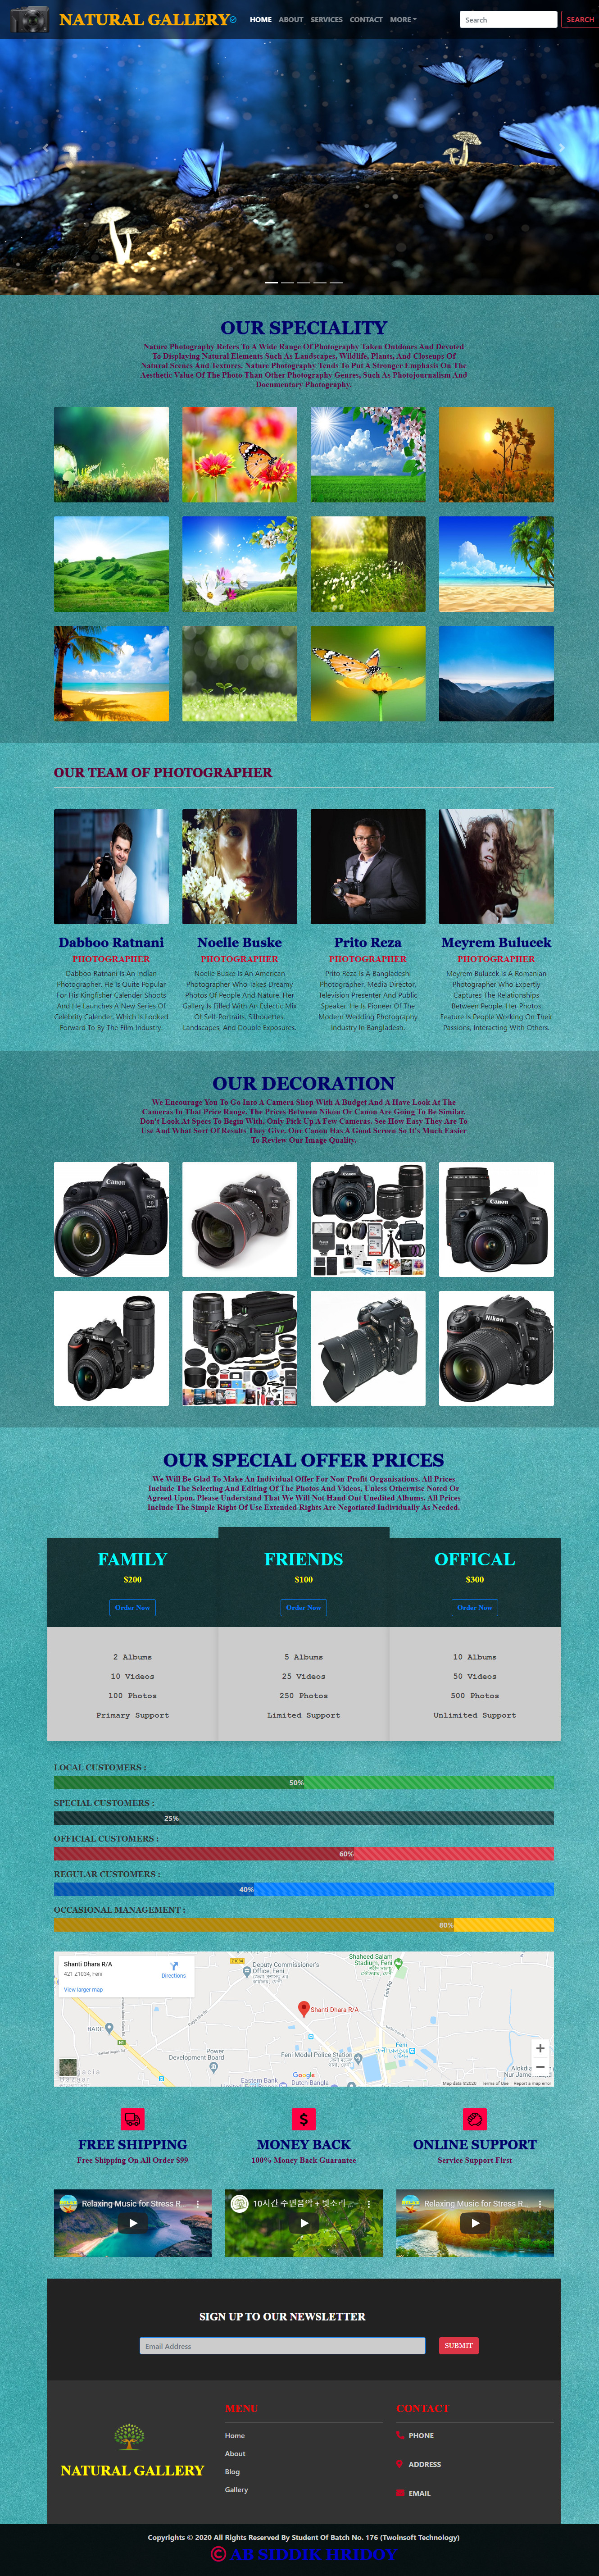 NATURAL GALLERY
HOME ABOUT SERVICES CONTACT MORE
Search
SEARCH
OUR SPECIALITY
Nature Photography Refers To A Wide Range Of Photography Taken Outdoors And Devoted
To Displaying Natural Elements Such As Landscapes, Wildlife, Plants, And Closeups Of
Natural Scenes And Textures. Nature Photography Tends To Put A Stronger Emphasis On The
Aesthetic Value Of The Photo Than Other Photography Genres, Such As Photojournalism And
Documentary Photography.
OUR TEAM OF PHOTOGRAPHER
Dabboo Ratnani
PHOTOGRAPHER
Dabboo Ratnani Is An Indian
Photographer. He Is Quite Popular
For His Kingfisher Calender Shoots
And He Launches A New Series Of
Celebrity Calender, Which Is Looked
Forward To By The Film Industry.
Noelle Buske
PHOTOGRAPHER
Noelle Buske Is An American
Photographer Who Takes Dreamy
Photos Of People And Nature. Her
Gallery Is Filled With An Eclectic Mix
Of Self-Portraits, Silhouettes,
Landscapes, And Double Exposures.
Prito Reza
PHOTOGRAPHER
Prito Reza Is A Bangladeshi
Photographer, Media Director,
Television Presenter And Public
Speaker. He Is Pioneer Of The
Modern Wedding Photography
Industry In Bangladesh.
Meyrem Bulucek
PHOTOGRAPHER
Meyrem Bulucek Is A Romanian
Photographer Who Expertly
Captures The Relationships
Between People. Her Photos
Feature Is People Working On Their
Passions, Interacting With Others.
OUR DECORATION
We Encourage You To Go Into A Camera Shop With A Budget And A Have Look At The
Cameras In That Price Range. The Prices Between Nikon Or Canon Are Going To Be Similar.
Don't Look At Specs To Begin With; Only Pick Up A Few Cameras. See How Easy They Are To
Use And What Sort Of Results They Give. Our Canon Has A Good Screen So It's Much Easier
To Review Our Image Quality.
Canon
Canon
Canon
Nikon
OUR SPECIAL OFFER PRICES
We Will Be Glad To Make An Individual Offer For Non-Profit Organisations. All Prices
Include The Selecting And Editing Of The Photos And Videos, Unless Otherwise Noted Or
Agreed Upon. Please Understand That We Will Not Hand Out Unedited Albums. All Prices
Include The Simple Right Of Use Extended Rights Are Negotiated Individually As Needed.
FAMILY
$200
Order Now
2 Albums
10 Videos
100 Photos
Primary Support
FRIENDS
$100
Order Now
5 Albums
25 Videos
250 Photos
Limited Support
OFFICAL
$300
Order Now
10 Albums
50 Videos
500 Photos
Unlimited Support
LOCAL CUSTOMERS :
50%
SPECIAL CUSTOMERS :
25%
OFFICIAL CUSTOMERS :
60%
REGULAR CUSTOMERS :
40%
OCCASIONAL MANAGEMENT :
80%
Shanti Dhara R/A
421 Z1034, Feni
Directions
View larger map
Deputy Commissioner's
Office, Feni
Shaheed Salam
Stadium, Feni
Shanti Dhara R/A
BADC
Feni Model Police Station
Feni
Power
Development Board
Eastern Bank
Dutch-Bangla
Google
Map data ©2020 Terms of Use Report a map error
FREE SHIPPING
Free Shipping On All Order $99
MONEY BACK
100% Money Back Guarantee
ONLINE SUPPORT
Service Support First
Relaxing Music for Stress R...
10시간 수면음악 + 빗소리
Relaxing Music for Stress R...
SIGN UP TO OUR NEWSLETTER
Email Address
SUBMIT
NATURAL GALLERY
MENU
Home
About
Blog
Gallery
CONTACT
PHONE
ADDRESS
EMAIL
Copyrights © 2020 All Rights Reserved By Student Of Batch No. 176 (Twoinsoft Technology)
© AB SIDDIK HRIDOY